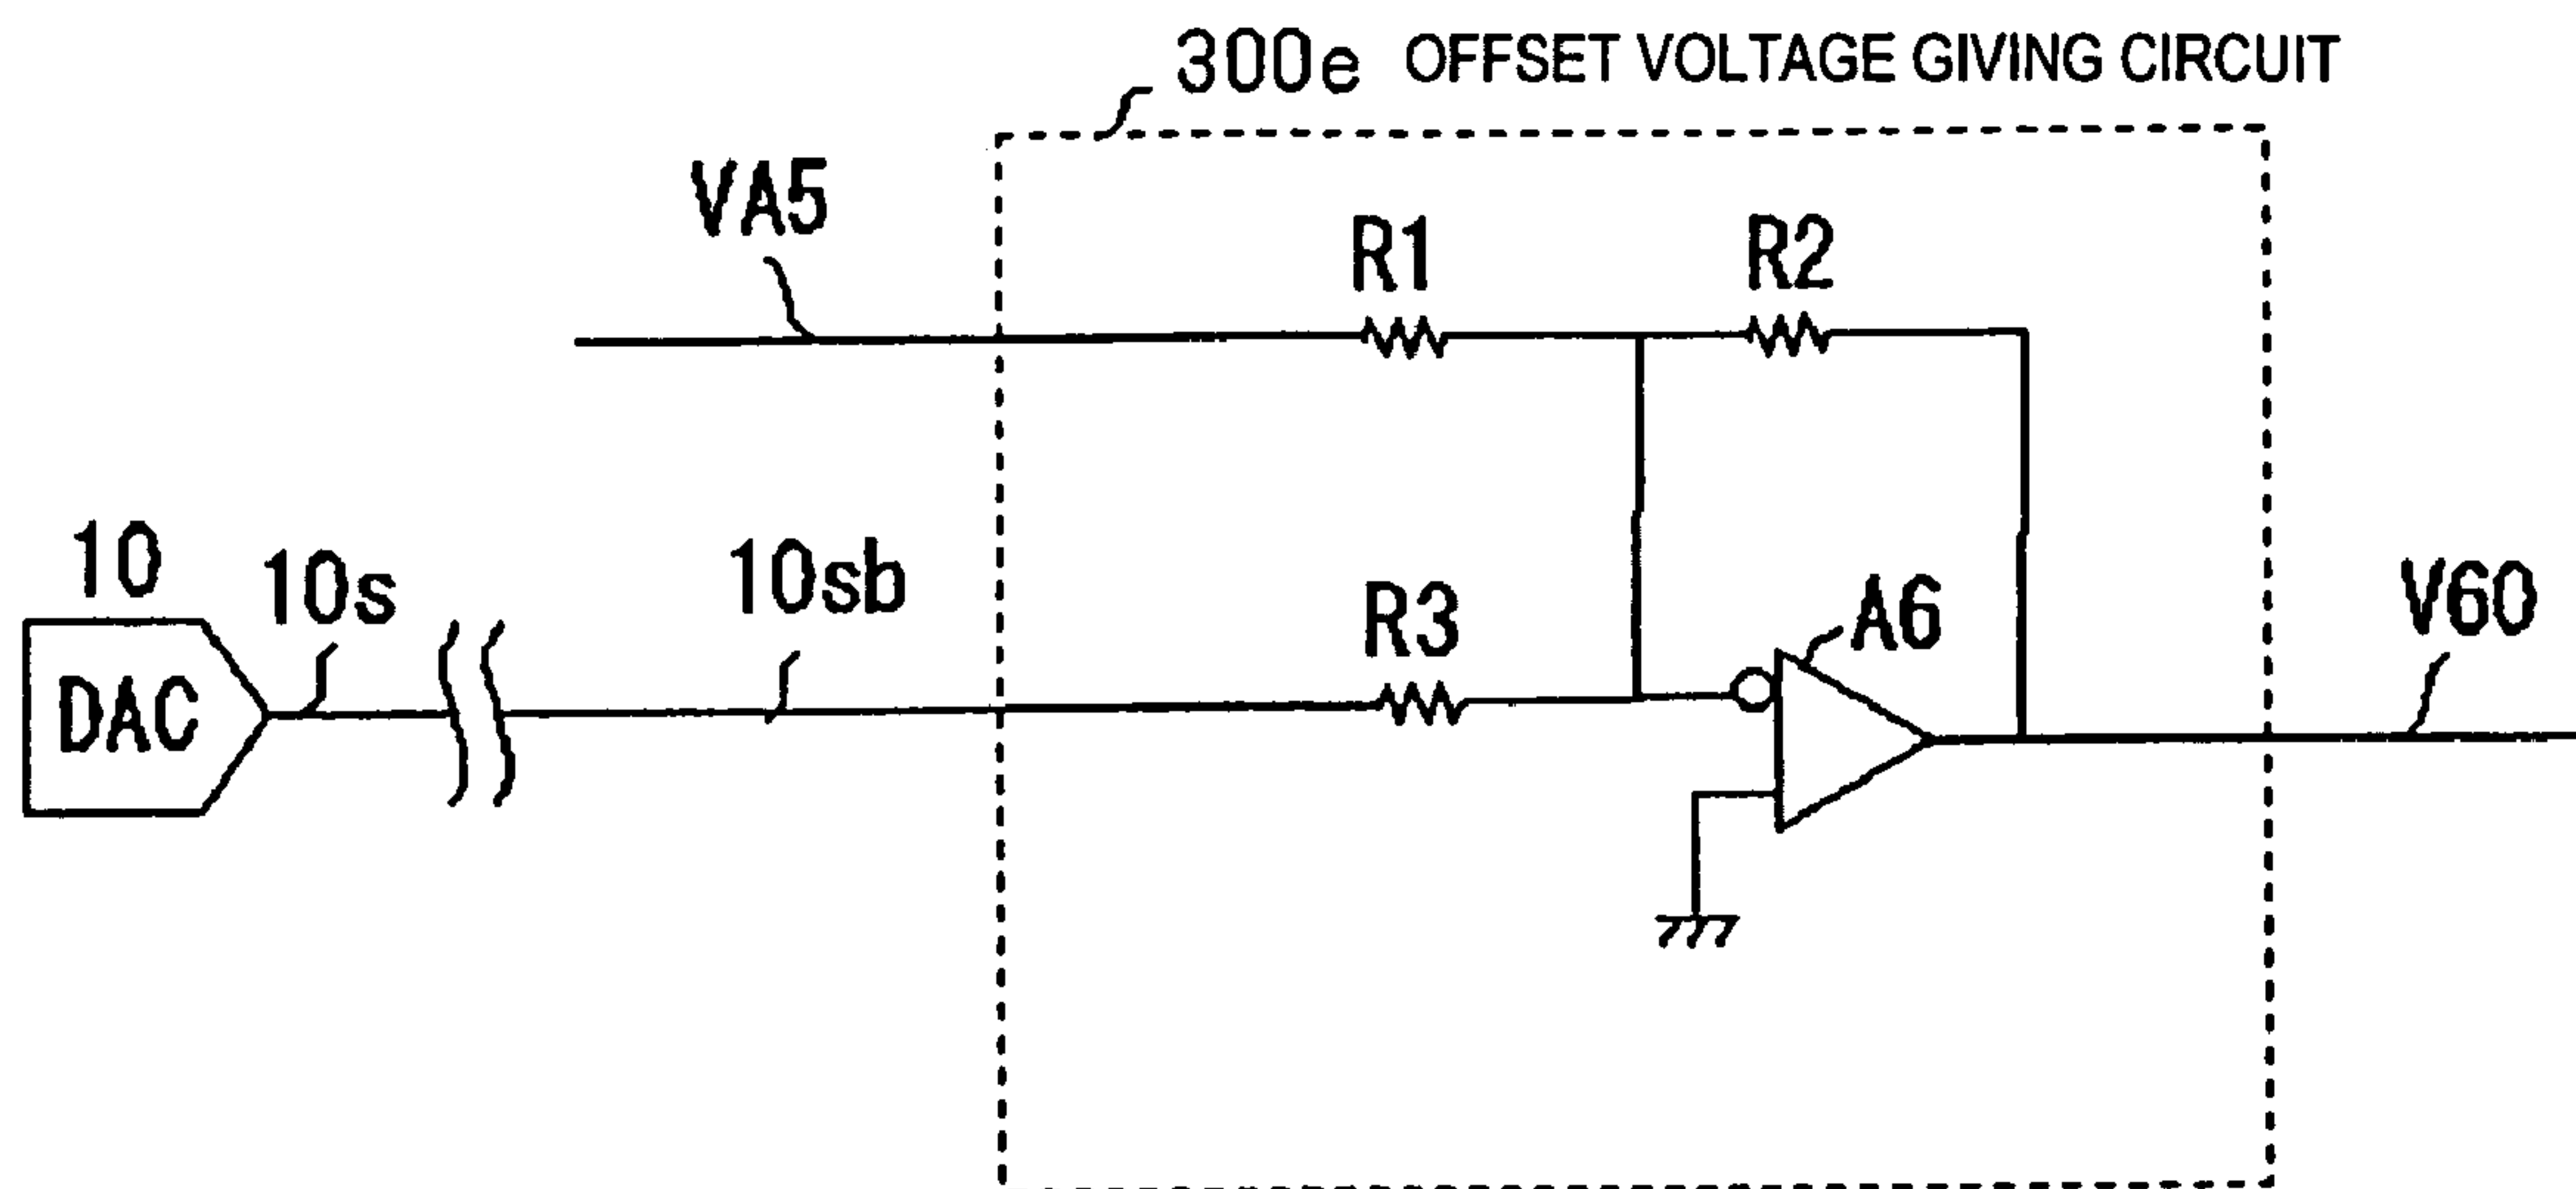 300e OFFSET VOLTAGE GIVING CIRCUIT
VA5
R1
R2
10
10s
10sb
R3
A6
V60
DAC